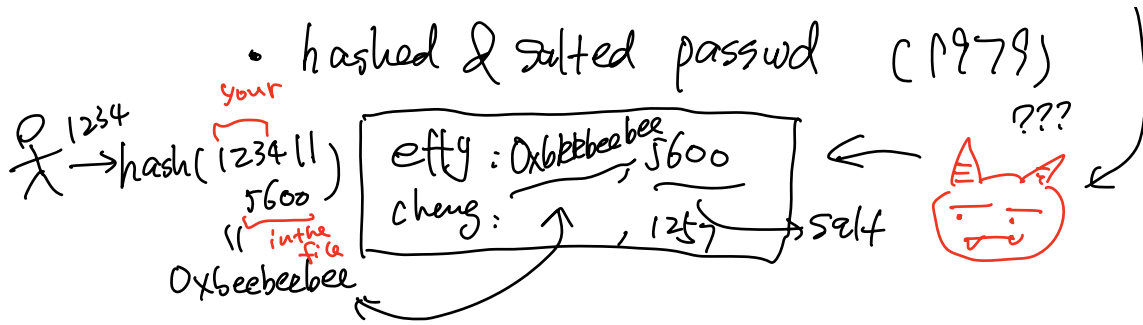 • hashed & salted passwd (1979)
your
1234
hash(1234 ||
5600)
in the
file
||
0xbeebeebee
effy : 0xbeebeebee, 5600
cheng: , 1257
salt
???